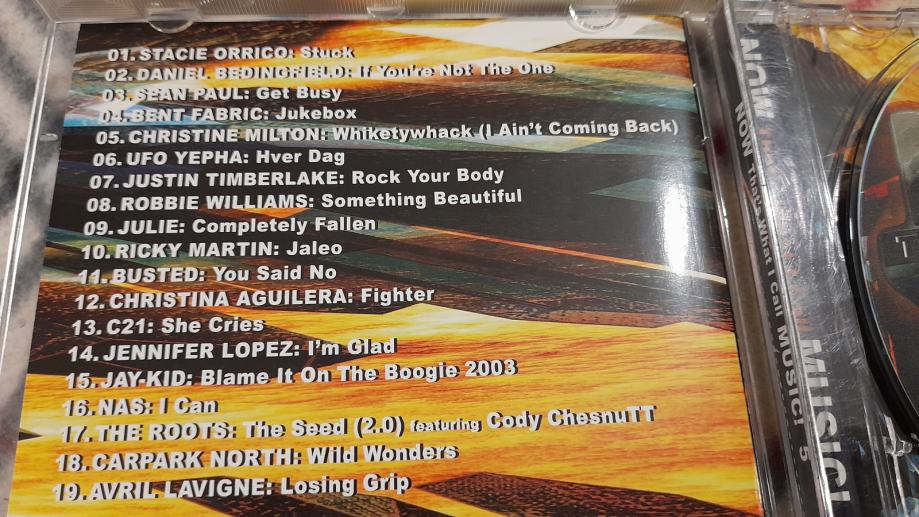 01. STACIE ORRICO: Stuck
02. DANIEL BEDINGFIELD: If You're Not The One
03. SEAN PAUL: Get Busy
04. BENT FABRIC: Jukebox
05. CHRISTINE MILTON: Whiketywhack (I Ain't Coming Back)
06. UFO YEPHA: Hver Dag
07. JUSTIN TIMBERLAKE: Rock Your Body
08. ROBBIE WILLIAMS: Something Beautiful
09. JULIE: Completely Fallen
10. RICKY MARTIN: Jaleo
11. BUSTED: You Said No
12. CHRISTINA AGUILERA: Fighter
13. C21: She Cries
14. JENNIFER LOPEZ: I'm Glad
15. JAY-KID: Blame It On The Boogie 2003
16. NAS: I Can
17. THE ROOTS: The Seed (2.0) featuring Cody ChesnuTT
18. CARPARK NORTH: Wild Wonders
19. AVRIL LAVIGNE: Losing Grip
NOW That's What I Call MUSIC! 5
NOW
MUSIC!